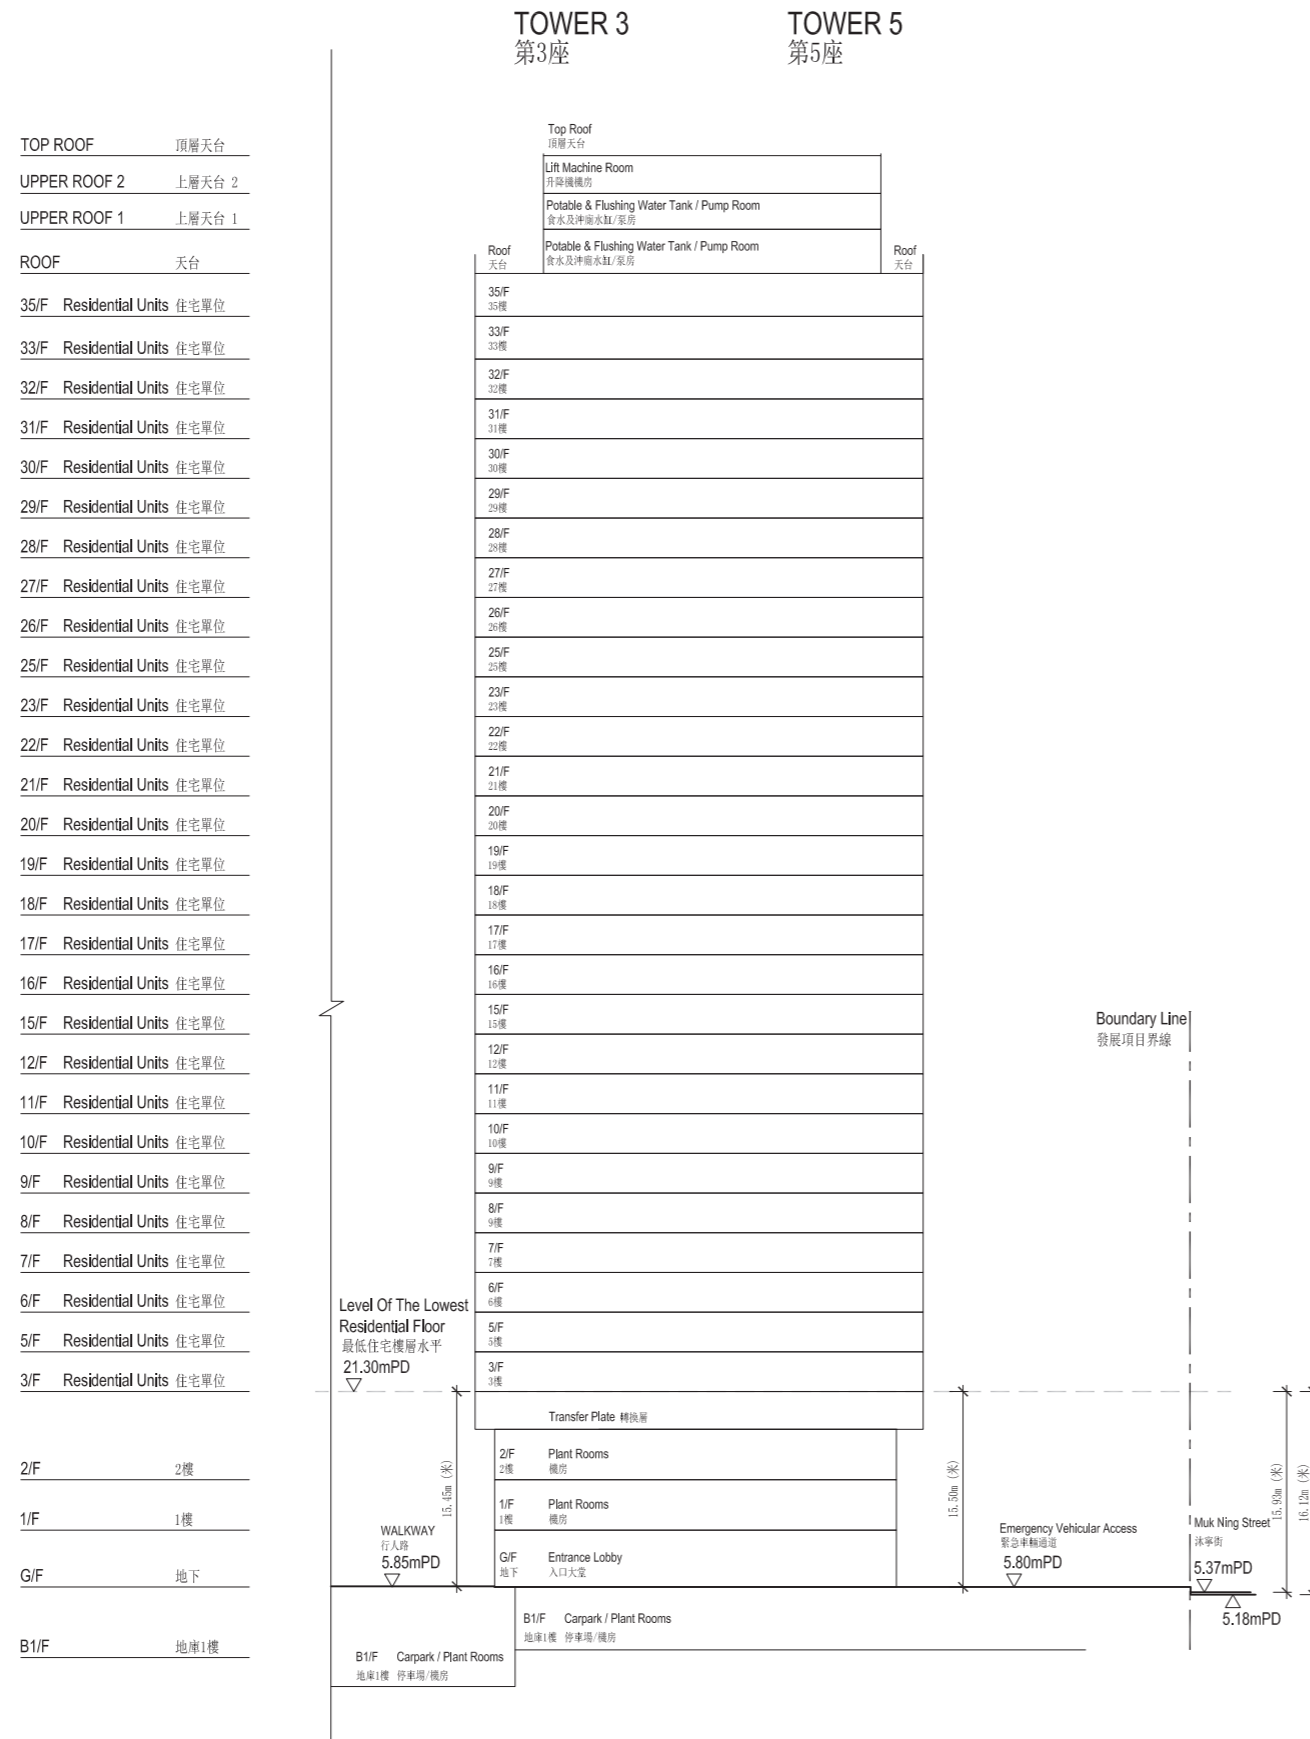 TOWER 3
第3座
TOWER 5
第5座
TOP ROOF 頂層天台
UPPER ROOF 2 上層天台 2
UPPER ROOF 1 上層天台 1
ROOF 天台
35/F Residential Units 住宅單位
33/F Residential Units 住宅單位
32/F Residential Units 住宅單位
31/F Residential Units 住宅單位
30/F Residential Units 住宅單位
29/F Residential Units 住宅單位
28/F Residential Units 住宅單位
27/F Residential Units 住宅單位
26/F Residential Units 住宅單位
25/F Residential Units 住宅單位
23/F Residential Units 住宅單位
22/F Residential Units 住宅單位
21/F Residential Units 住宅單位
20/F Residential Units 住宅單位
19/F Residential Units 住宅單位
18/F Residential Units 住宅單位
17/F Residential Units 住宅單位
16/F Residential Units 住宅單位
15/F Residential Units 住宅單位
12/F Residential Units 住宅單位
11/F Residential Units 住宅單位
10/F Residential Units 住宅單位
9/F Residential Units 住宅單位
8/F Residential Units 住宅單位
7/F Residential Units 住宅單位
6/F Residential Units 住宅單位
5/F Residential Units 住宅單位
3/F Residential Units 住宅單位
2/F 2樓
1/F 1樓
G/F 地下
B1/F 地庫1樓
Top Roof
頂層天台
Lift Machine Room
升降機機房
Potable & Flushing Water Tank / Pump Room
食水及沖廁水缸/泵房
Potable & Flushing Water Tank / Pump Room
食水及沖廁水缸/泵房
Roof
天台
Roof
天台
35/F
35樓
33/F
33樓
32/F
32樓
31/F
31樓
30/F
30樓
29/F
29樓
28/F
28樓
27/F
27樓
26/F
26樓
25/F
25樓
23/F
23樓
22/F
22樓
21/F
21樓
20/F
20樓
19/F
19樓
18/F
18樓
17/F
17樓
16/F
16樓
15/F
15樓
12/F
12樓
11/F
11樓
10/F
10樓
9/F
9樓
8/F
9樓
7/F
7樓
6/F
6樓
5/F
5樓
3/F
3樓
Transfer Plate 轉換層
2/F Plant Rooms
2樓 機房
1/F Plant Rooms
1樓 機房
G/F Entrance Lobby
地下 入口大堂
B1/F Carpark / Plant Rooms
地庫1樓 停車場/機房
B1/F Carpark / Plant Rooms
地庫1樓 停車場/機房
Level Of The Lowest
Residential Floor
最低住宅樓層水平
21.30mPD
15.45m (米)
WALKWAY
行人路
5.85mPD
15.50m (米)
Emergency Vehicular Access
緊急車輛通道
5.80mPD
Boundary Line
發展項目界線
Muk Ning Street
沐寧街
5.37mPD
5.18mPD
15.93m (米)
16.12m (米)